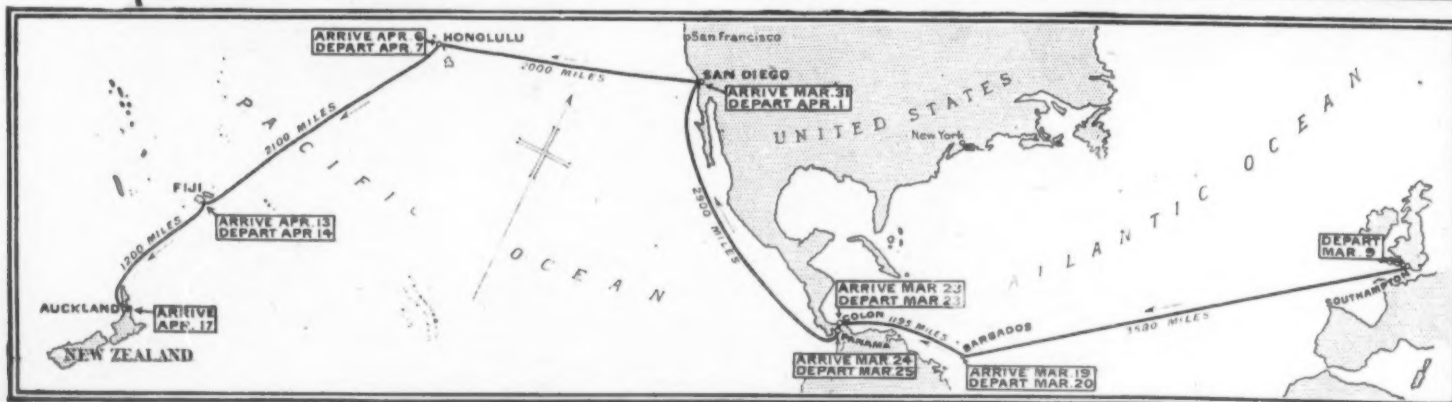 ARRIVE APR. 6
DEPART APR. 7
HONOLULU
San Francisco
2000 MILES
SAN DIEGO
ARRIVE MAR. 31
DEPART APR. 1
UNITED STATES
New York
PACIFIC
OCEAN
ATLANTIC OCEAN
2100 MILES
FIJI
ARRIVE APR. 13
DEPART APR 14
1200 MILES
AUCKLAND
ARRIVE
APR. 17
NEW ZEALAND
2900 MILES
ARRIVE MAR 23
DEPART MAR 23
COLON
1195 MILES
PANAMA
ARRIVE MAR. 24
DEPART MAR. 25
BARBADOS
ARRIVE MAR. 19
DEPART MAR. 20
3580 MILES
DEPART
MAR. 9
SOUTHAMPTON